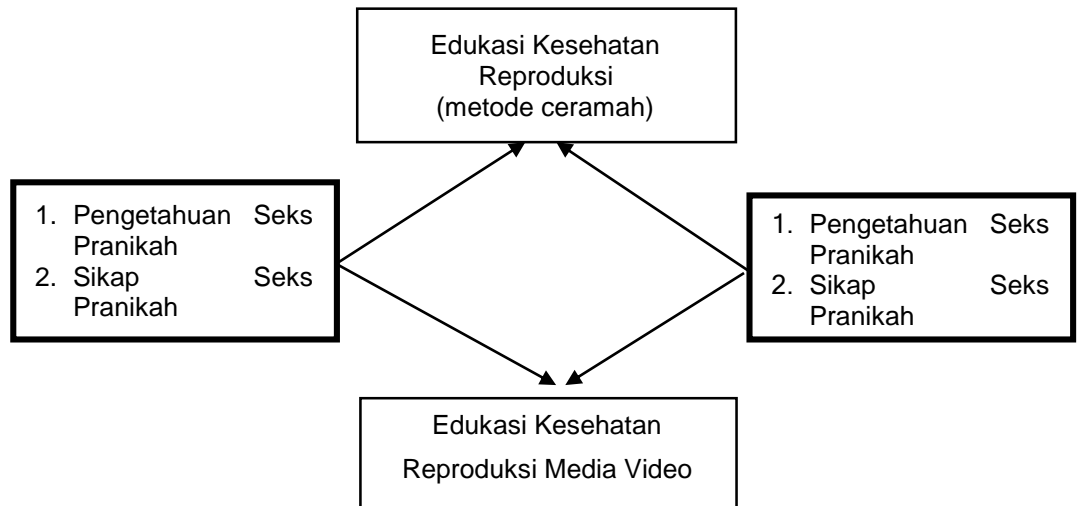 Edukasi Kesehatan
Reproduksi
(metode ceramah)
1. Pengetahuan Seks
Pranikah
2. Sikap Seks
Pranikah
1. Pengetahuan Seks
Pranikah
2. Sikap Seks
Pranikah
Edukasi Kesehatan
Reproduksi Media Video